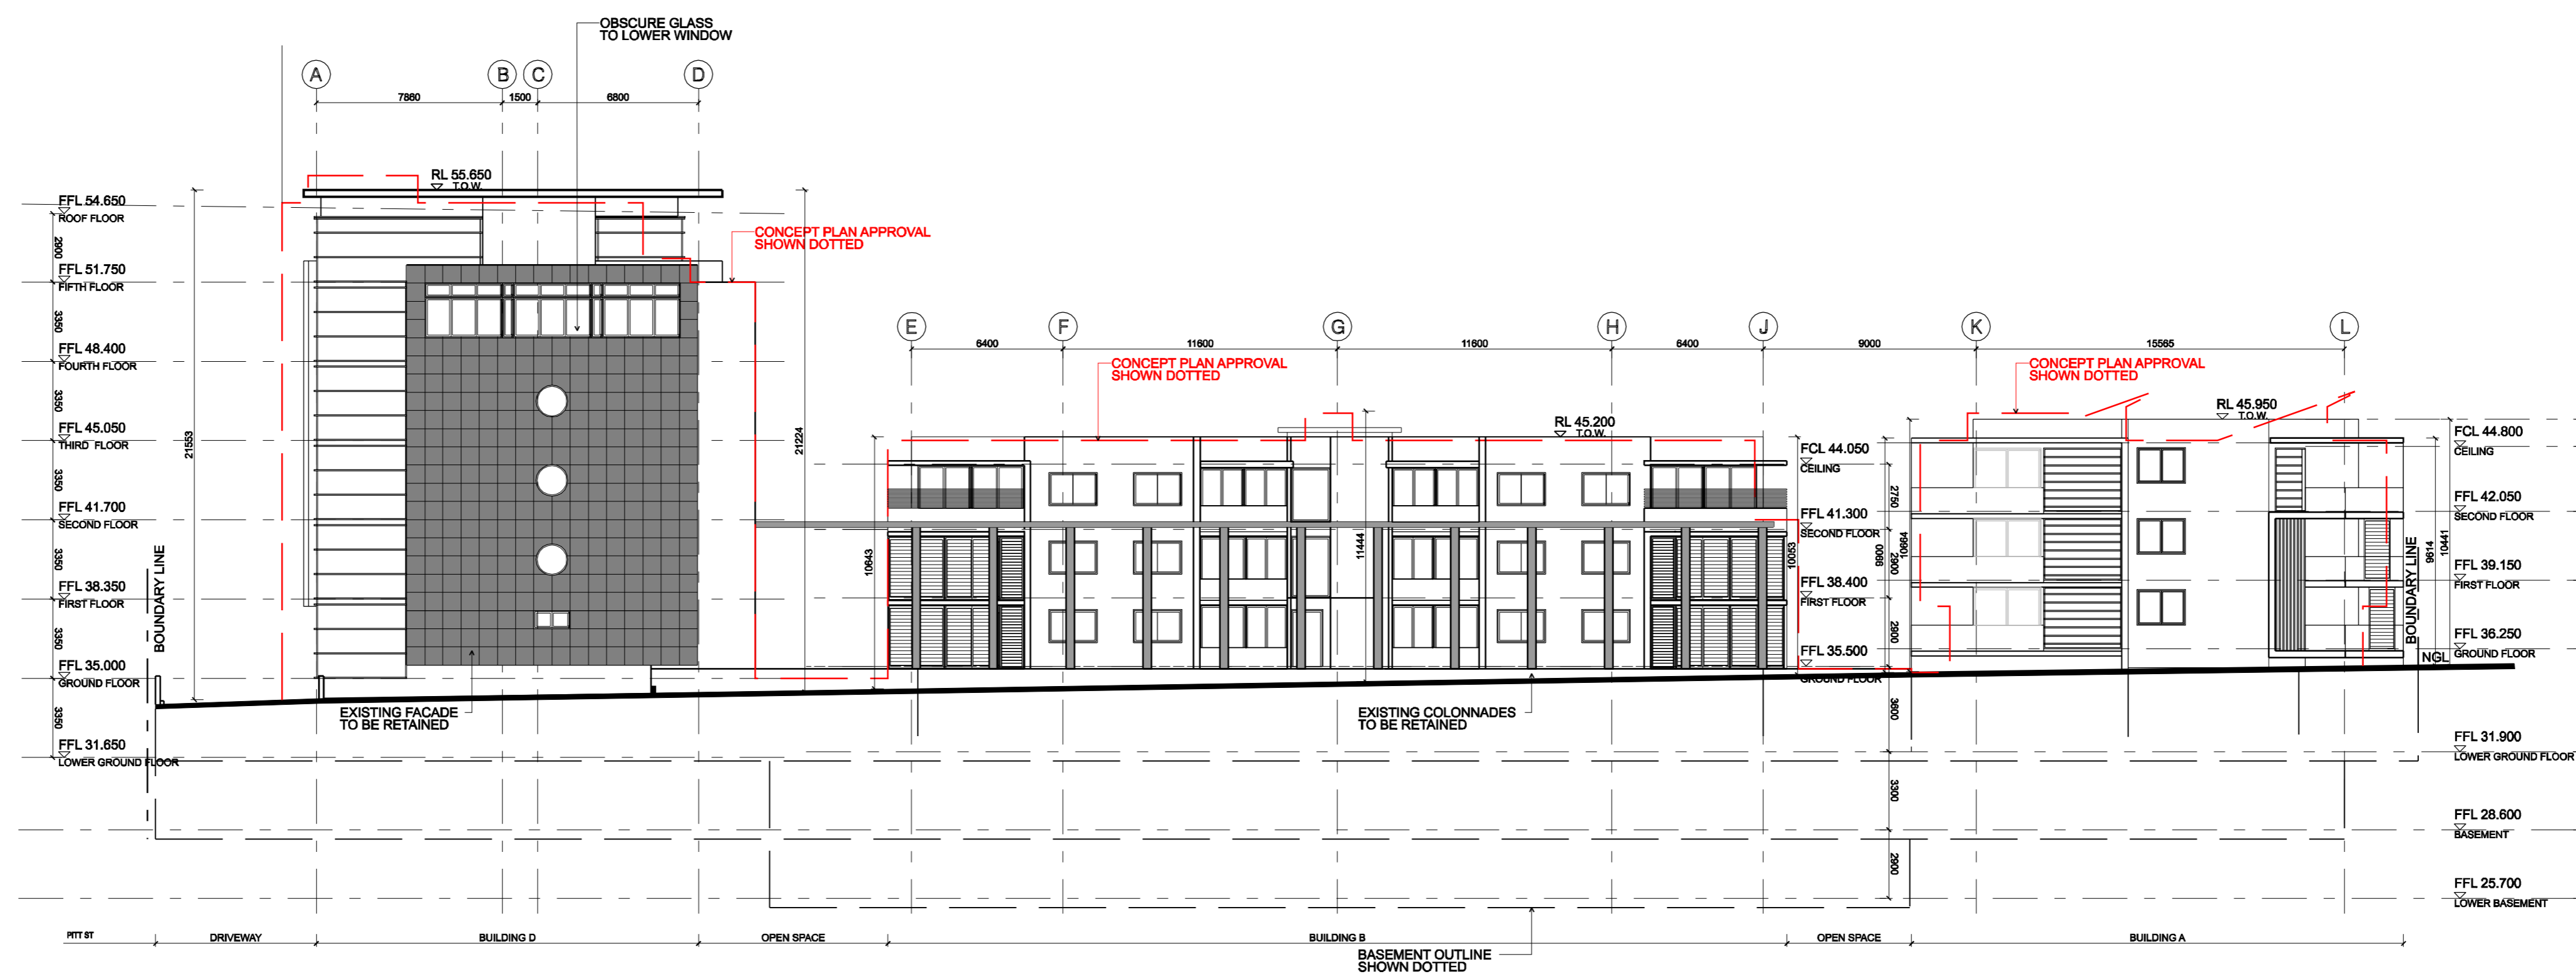 OBSCURE GLASS
TO LOWER WINDOW
A
B
C
D
7860
1500
6800
RL 55.650
T.O.W.
FFL 54.650
ROOF FLOOR
2900
FFL 51.750
FIFTH FLOOR
3350
FFL 48.400
FOURTH FLOOR
3350
FFL 45.050
THIRD FLOOR
3350
FFL 41.700
SECOND FLOOR
3350
FFL 38.350
FIRST FLOOR
3350
FFL 35.000
GROUND FLOOR
3350
FFL 31.650
LOWER GROUND FLOOR
BOUNDARY LINE
21553
21224
CONCEPT PLAN APPROVAL
SHOWN DOTTED
EXISTING FACADE
TO BE RETAINED
E
F
G
H
J
K
L
6400
11600
11600
6400
9000
15565
CONCEPT PLAN APPROVAL
SHOWN DOTTED
RL 45.200
T.O.W.
10643
11444
10053
FCL 44.050
CEILING
2750
FFL 41.300
SECOND FLOOR
2900
FFL 38.400
FIRST FLOOR
2900
FFL 35.500
GROUND FLOOR
3600
3300
2900
EXISTING COLONNADES
TO BE RETAINED
CONCEPT PLAN APPROVAL
SHOWN DOTTED
RL 45.950
T.O.W.
10664
9614
10441
BOUNDARY LINE
NGL
FCL 44.800
CEILING
FFL 42.050
SECOND FLOOR
FFL 39.150
FIRST FLOOR
FFL 36.250
GROUND FLOOR
FFL 31.900
LOWER GROUND FLOOR
FFL 28.600
BASEMENT
FFL 25.700
LOWER BASEMENT
PITT ST
DRIVEWAY
BUILDING D
OPEN SPACE
BUILDING B
OPEN SPACE
BUILDING A
BASEMENT OUTLINE
SHOWN DOTTED